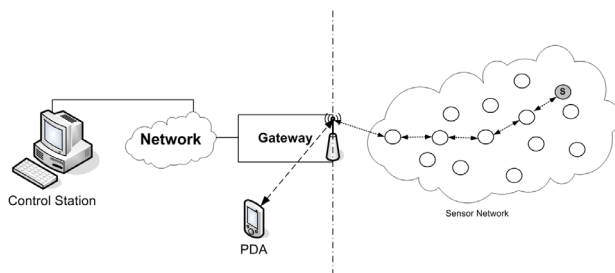 S
Network
Gateway
Control Station
Sensor Network
PDA